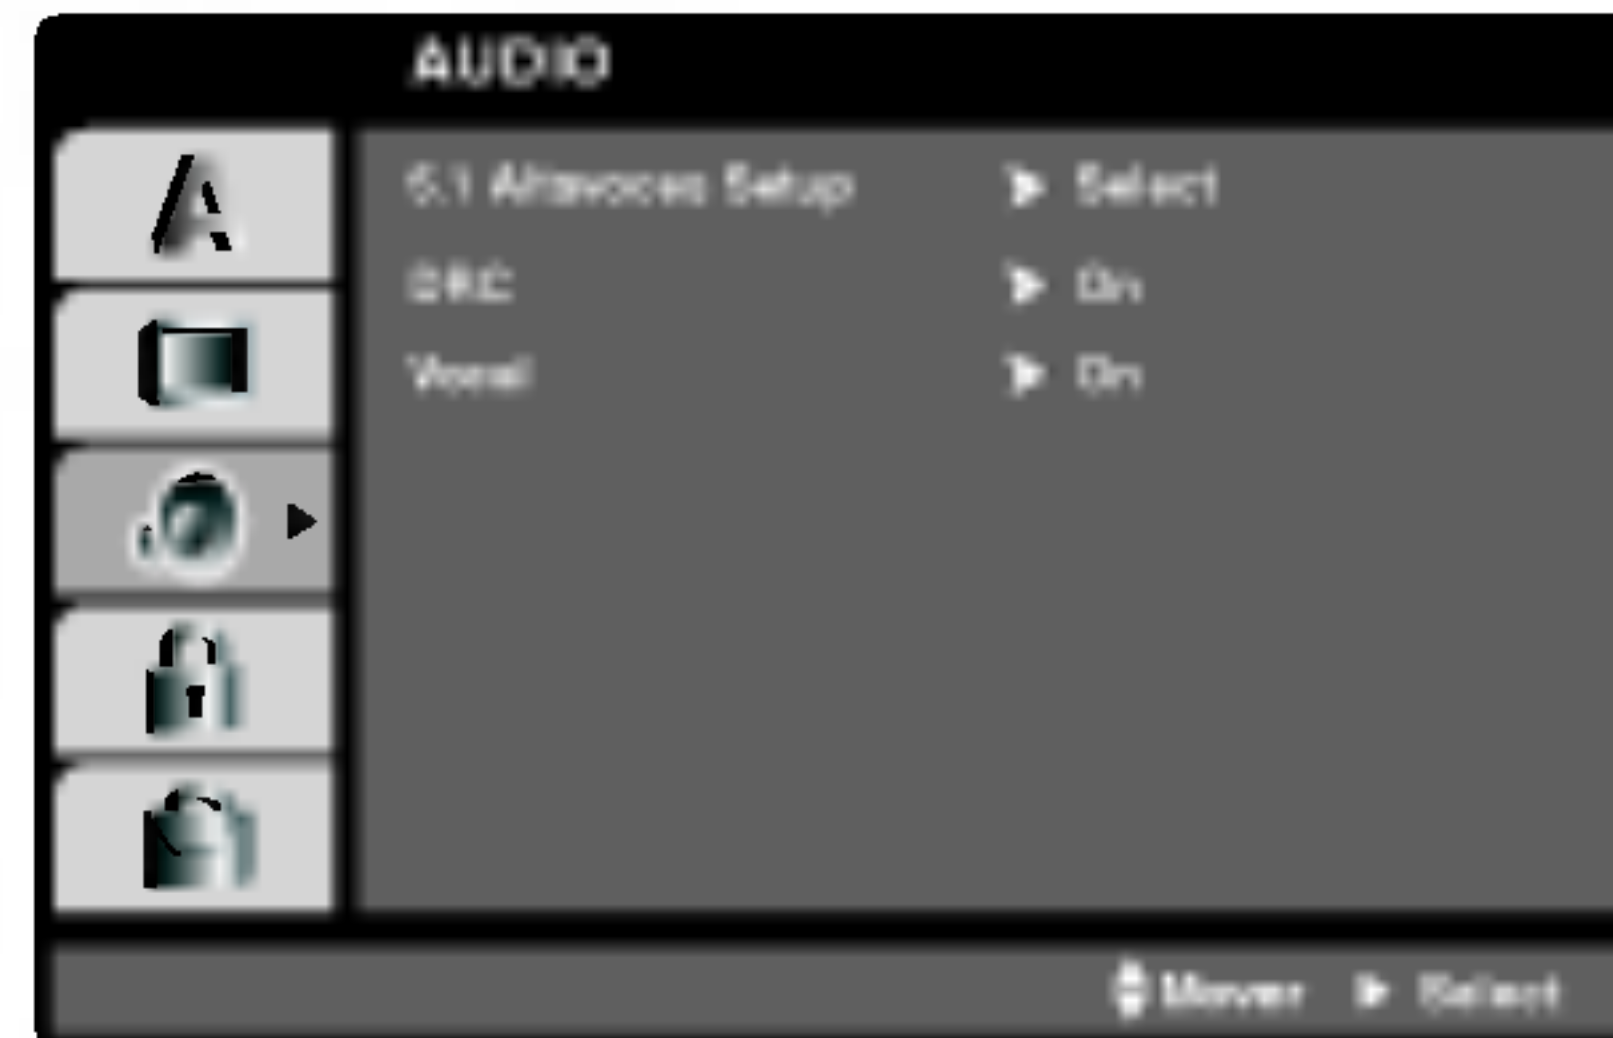 AUDIO
5.1 Altavoces Setup Select
DRC On
Vocal On
Mover Select